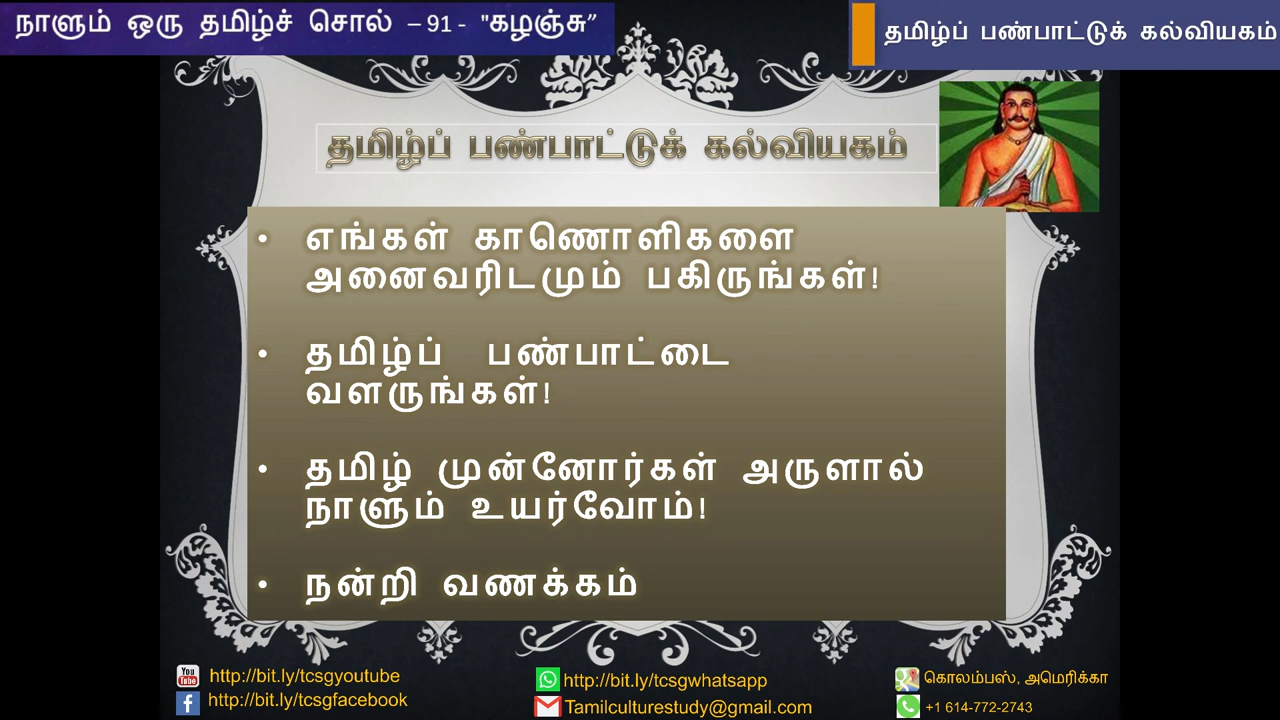 நாளும் ஒரு தமிழ்ச் சொல் – 91 - "கழஞ்சு”
தமிழ்ப் பண்பாட்டுக் கல்வியகம்
தமிழ்ப் பண்பாட்டுக் கல்வியகம்
• எங்கள் காணொளிகளை
அனைவரிடமும் பகிருங்கள்!
• தமிழ்ப் பண்பாட்டை
வளருங்கள்!
• தமிழ் முன்னோர்கள் அருளால்
நாளும் உயர்வோம்!
• நன்றி வணக்கம்
You Tube http://bit.ly/tcsgyoutube
http://bit.ly/tcsgfacebook
http://bit.ly/tcsgwhatsapp
Tamilculturestudy@gmail.com
கொலம்பஸ், அமெரிக்கா
+1 614-772-2743